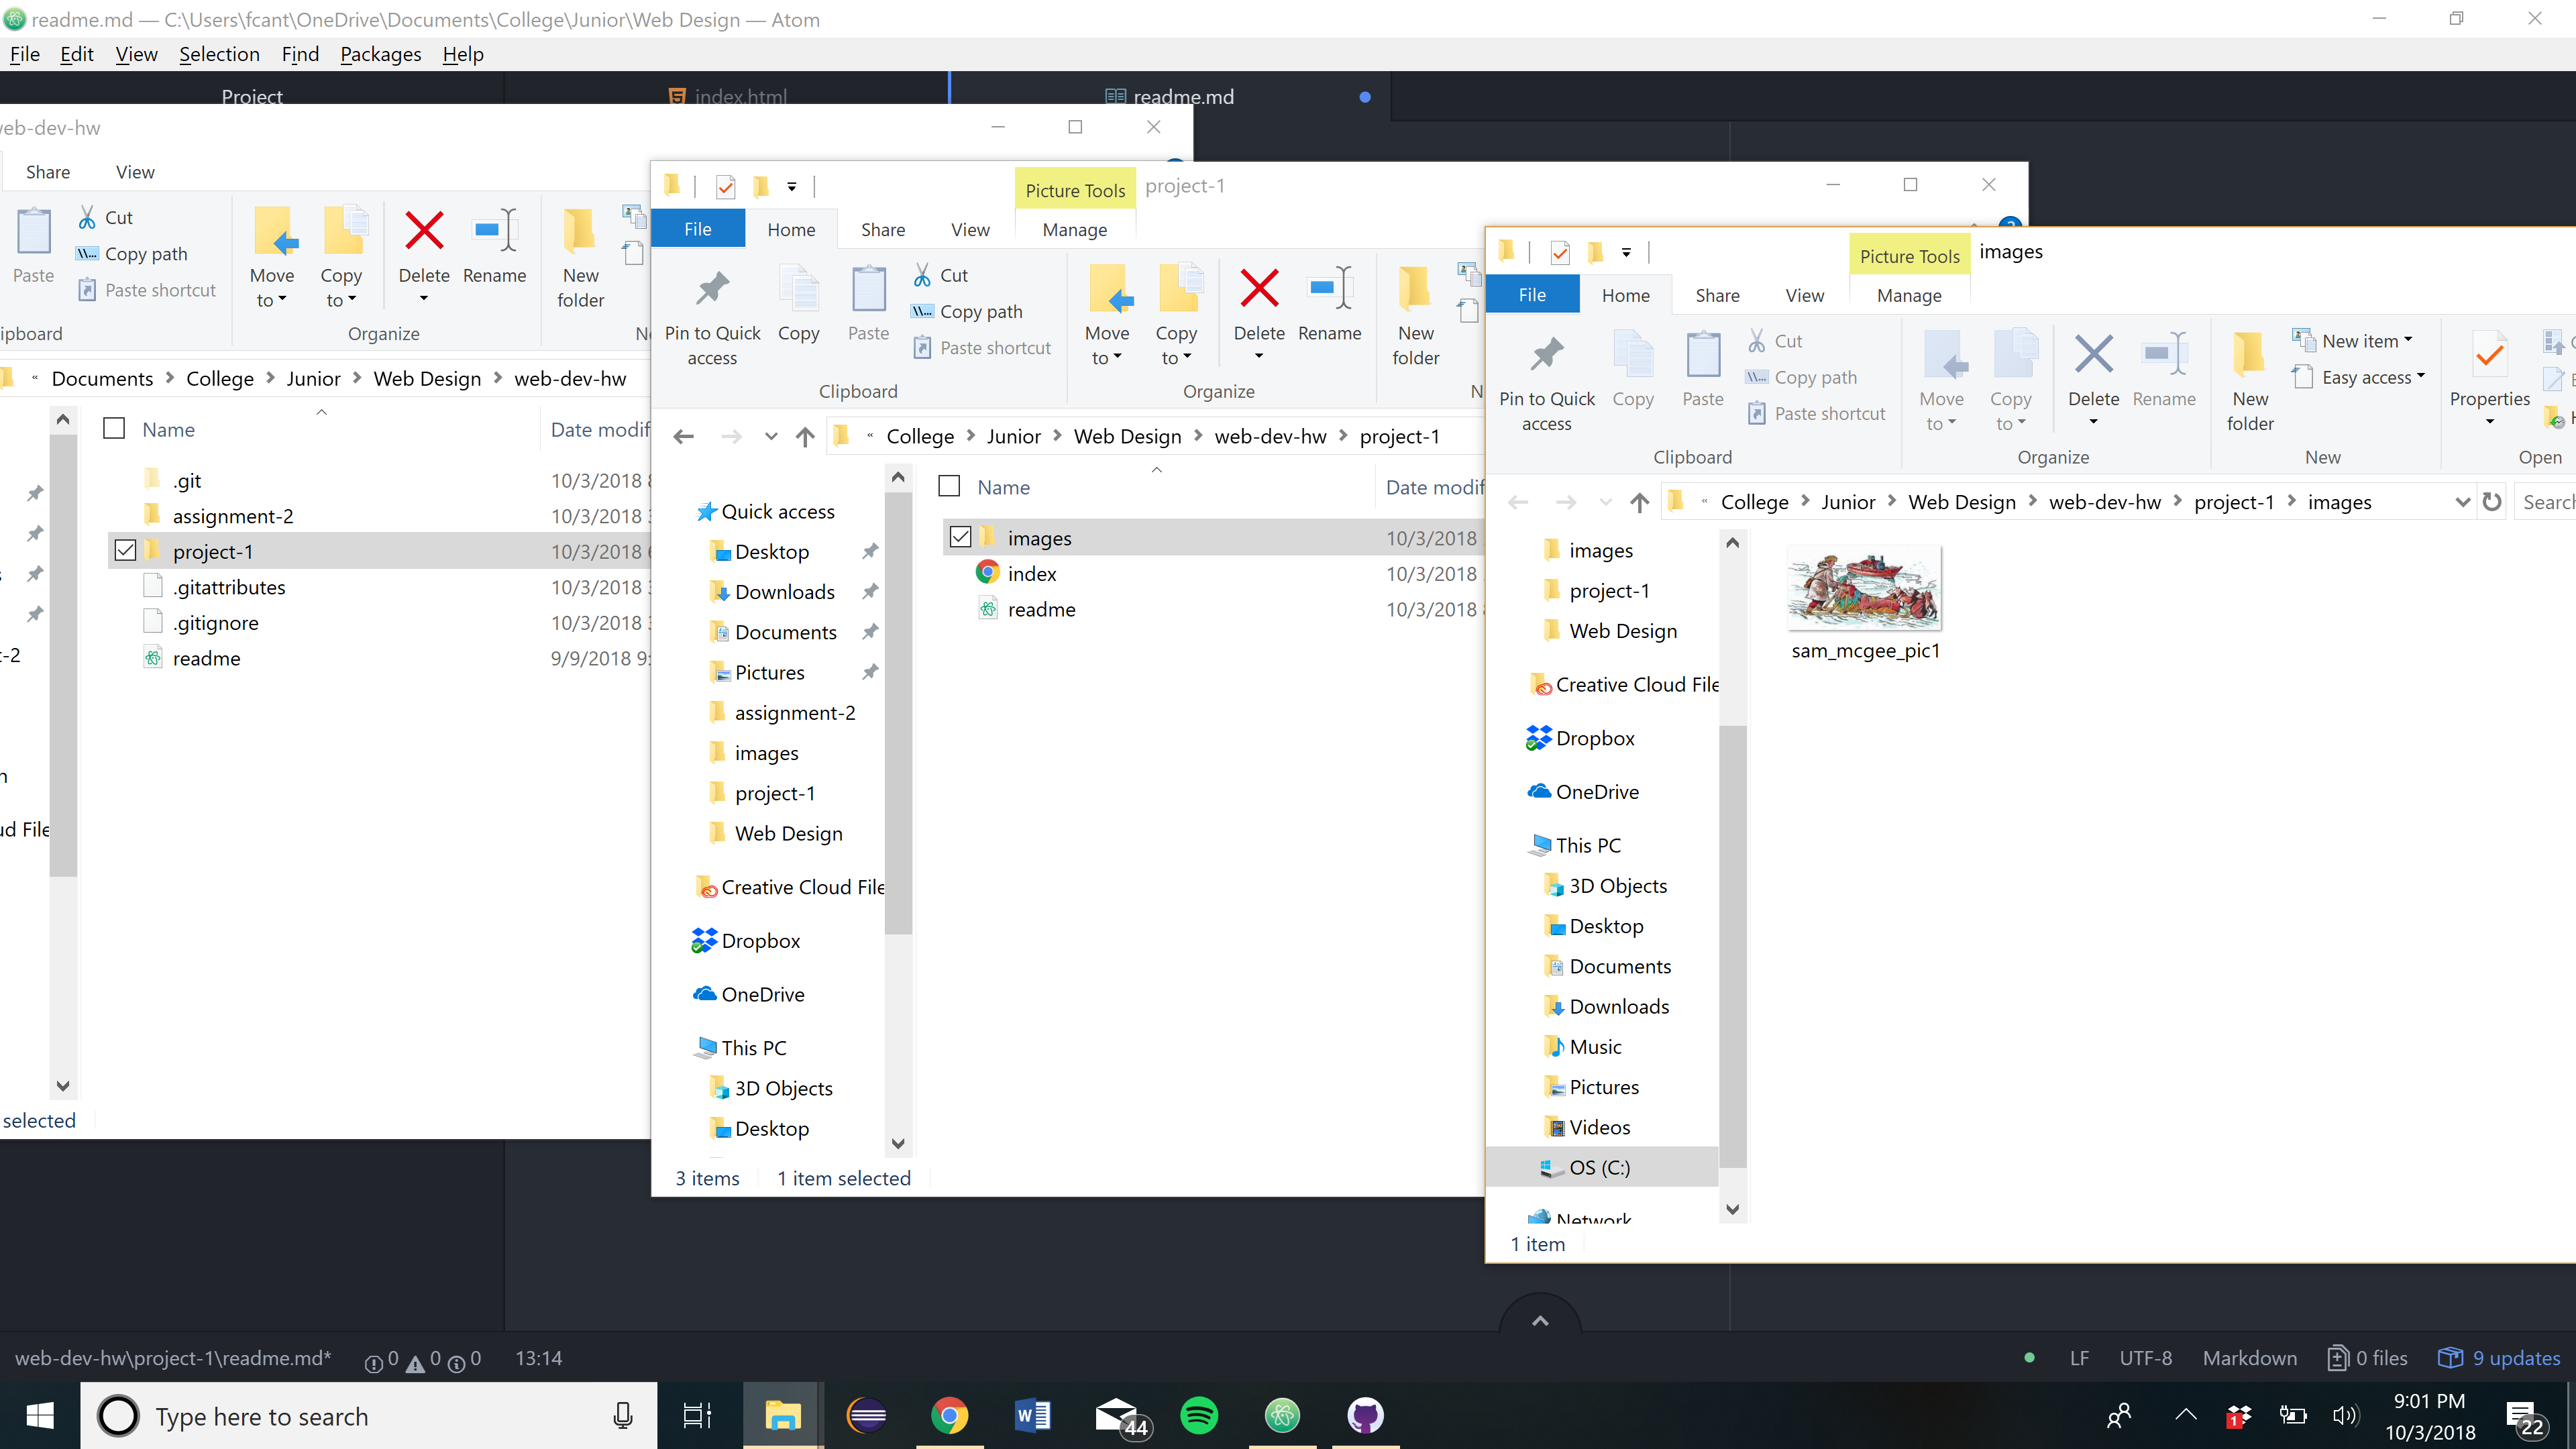 readme.md — C:\Users\fcant\OneDrive\Documents\College\Junior\Web Design — Atom
File Edit View Selection Find Packages Help
Project index.html readme.md
web-dev-hw
Share View
Paste
Cut
Copy path
Paste shortcut
Move to
Copy to
Delete
Rename
New folder
Organize
Documents College Junior Web Design web-dev-hw
Name Date modif
.git 10/3/2018
assignment-2 10/3/2018
project-1 10/3/2018
.gitattributes 10/3/2018
.gitignore 10/3/2018
readme 9/9/2018 9:
-2
selected
Picture Tools project-1
File Home Share View Manage
Pin to Quick access
Copy
Paste
Cut
Copy path
Paste shortcut
Move to
Copy to
Delete
Rename
New folder
Clipboard Organize
« College Junior Web Design web-dev-hw project-1
Name Date modif
images 10/3/2018
index 10/3/2018
readme 10/3/2018
Quick access
Desktop
Downloads
Documents
Pictures
assignment-2
images
project-1
Web Design
Creative Cloud File
Dropbox
OneDrive
This PC
3D Objects
Desktop
3 items 1 item selected
Picture Tools images
File Home Share View Manage
Pin to Quick access
Copy
Paste
Cut
Copy path
Paste shortcut
Move to
Copy to
Delete
Rename
New folder
New item
Easy access
Properties
Clipboard Organize New Open
« College Junior Web Design web-dev-hw project-1 images Search
images
project-1
Web Design
Creative Cloud File
Dropbox
OneDrive
This PC
3D Objects
Desktop
Documents
Downloads
Music
Pictures
Videos
OS (C:)
Network
sam_mcgee_pic1
1 item
web-dev-hw\project-1\readme.md* 0 0 0 13:14 LF UTF-8 Markdown 0 files 9 updates
Type here to search 44 1 9:01 PM
10/3/2018 22